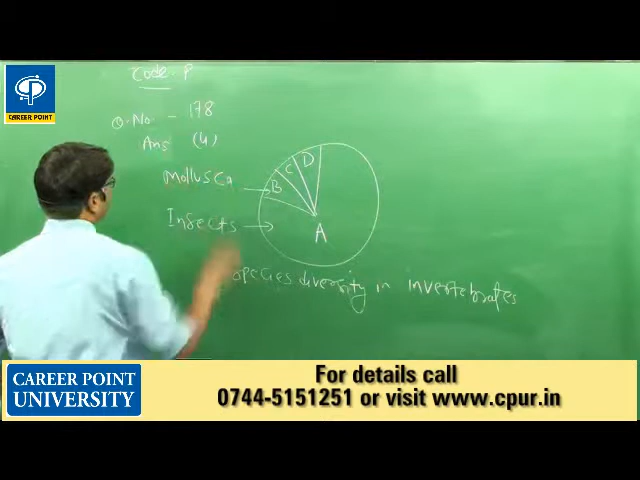 Code - P
Q. No. - 178
Ans (4)
Mollusca
Insects
A
B
C
D
species diversity in invertebrates
CAREER POINT
CAREER POINT
UNIVERSITY
For details call
0744-5151251 or visit www.cpur.in